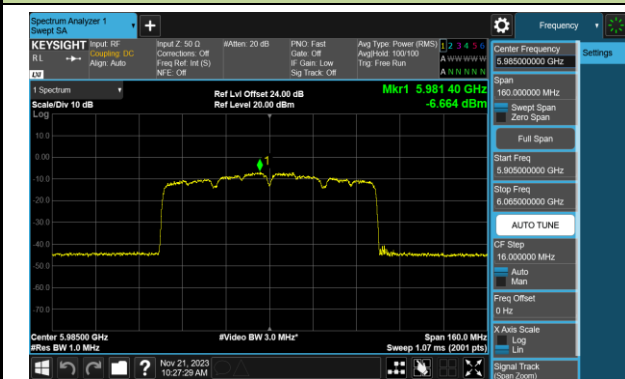 Spectrum Analyzer 1
Swept SA
Frequency
KEYSIGHT
Input: RF
Input Z: 50 Ω
#Atten: 20 dB
PNO: Fast
Avg Type: Power (RMS)
1 2 3 4 5 6
RL
Coupling: DC
Corrections: Off
Gate: Off
Avg|Hold: 100/100
A W W W W W
Align: Auto
Freq Ref: Int (S)
IF Gain: Low
Trig: Free Run
A N N N N N
NFE: Off
Sig Track: Off
1 Spectrum
Ref Lvl Offset 24.00 dB
Mkr1 5.981 40 GHz
Scale/Div 10 dB
Ref Level 20.00 dBm
-6.664 dBm
Log
10.0
0.00
1
-10.0
-20.0
-30.0
-40.0
-50.0
-60.0
-70.0
Center 5.98500 GHz
#Video BW 3.0 MHz*
Span 160.0 MHz
#Res BW 1.0 MHz
Sweep 1.07 ms (2001 pts)
Nov 21, 2023
10:27:29 AM
Center Frequency
5.985000000 GHz
Settings
Span
160.000000 MHz
Swept Span
Zero Span
Full Span
Start Freq
5.905000000 GHz
Stop Freq
6.065000000 GHz
AUTO TUNE
CF Step
16.000000 MHz
Auto
Man
Freq Offset
0 Hz
X Axis Scale
Log
Lin
Signal Track
(Span Zoom)